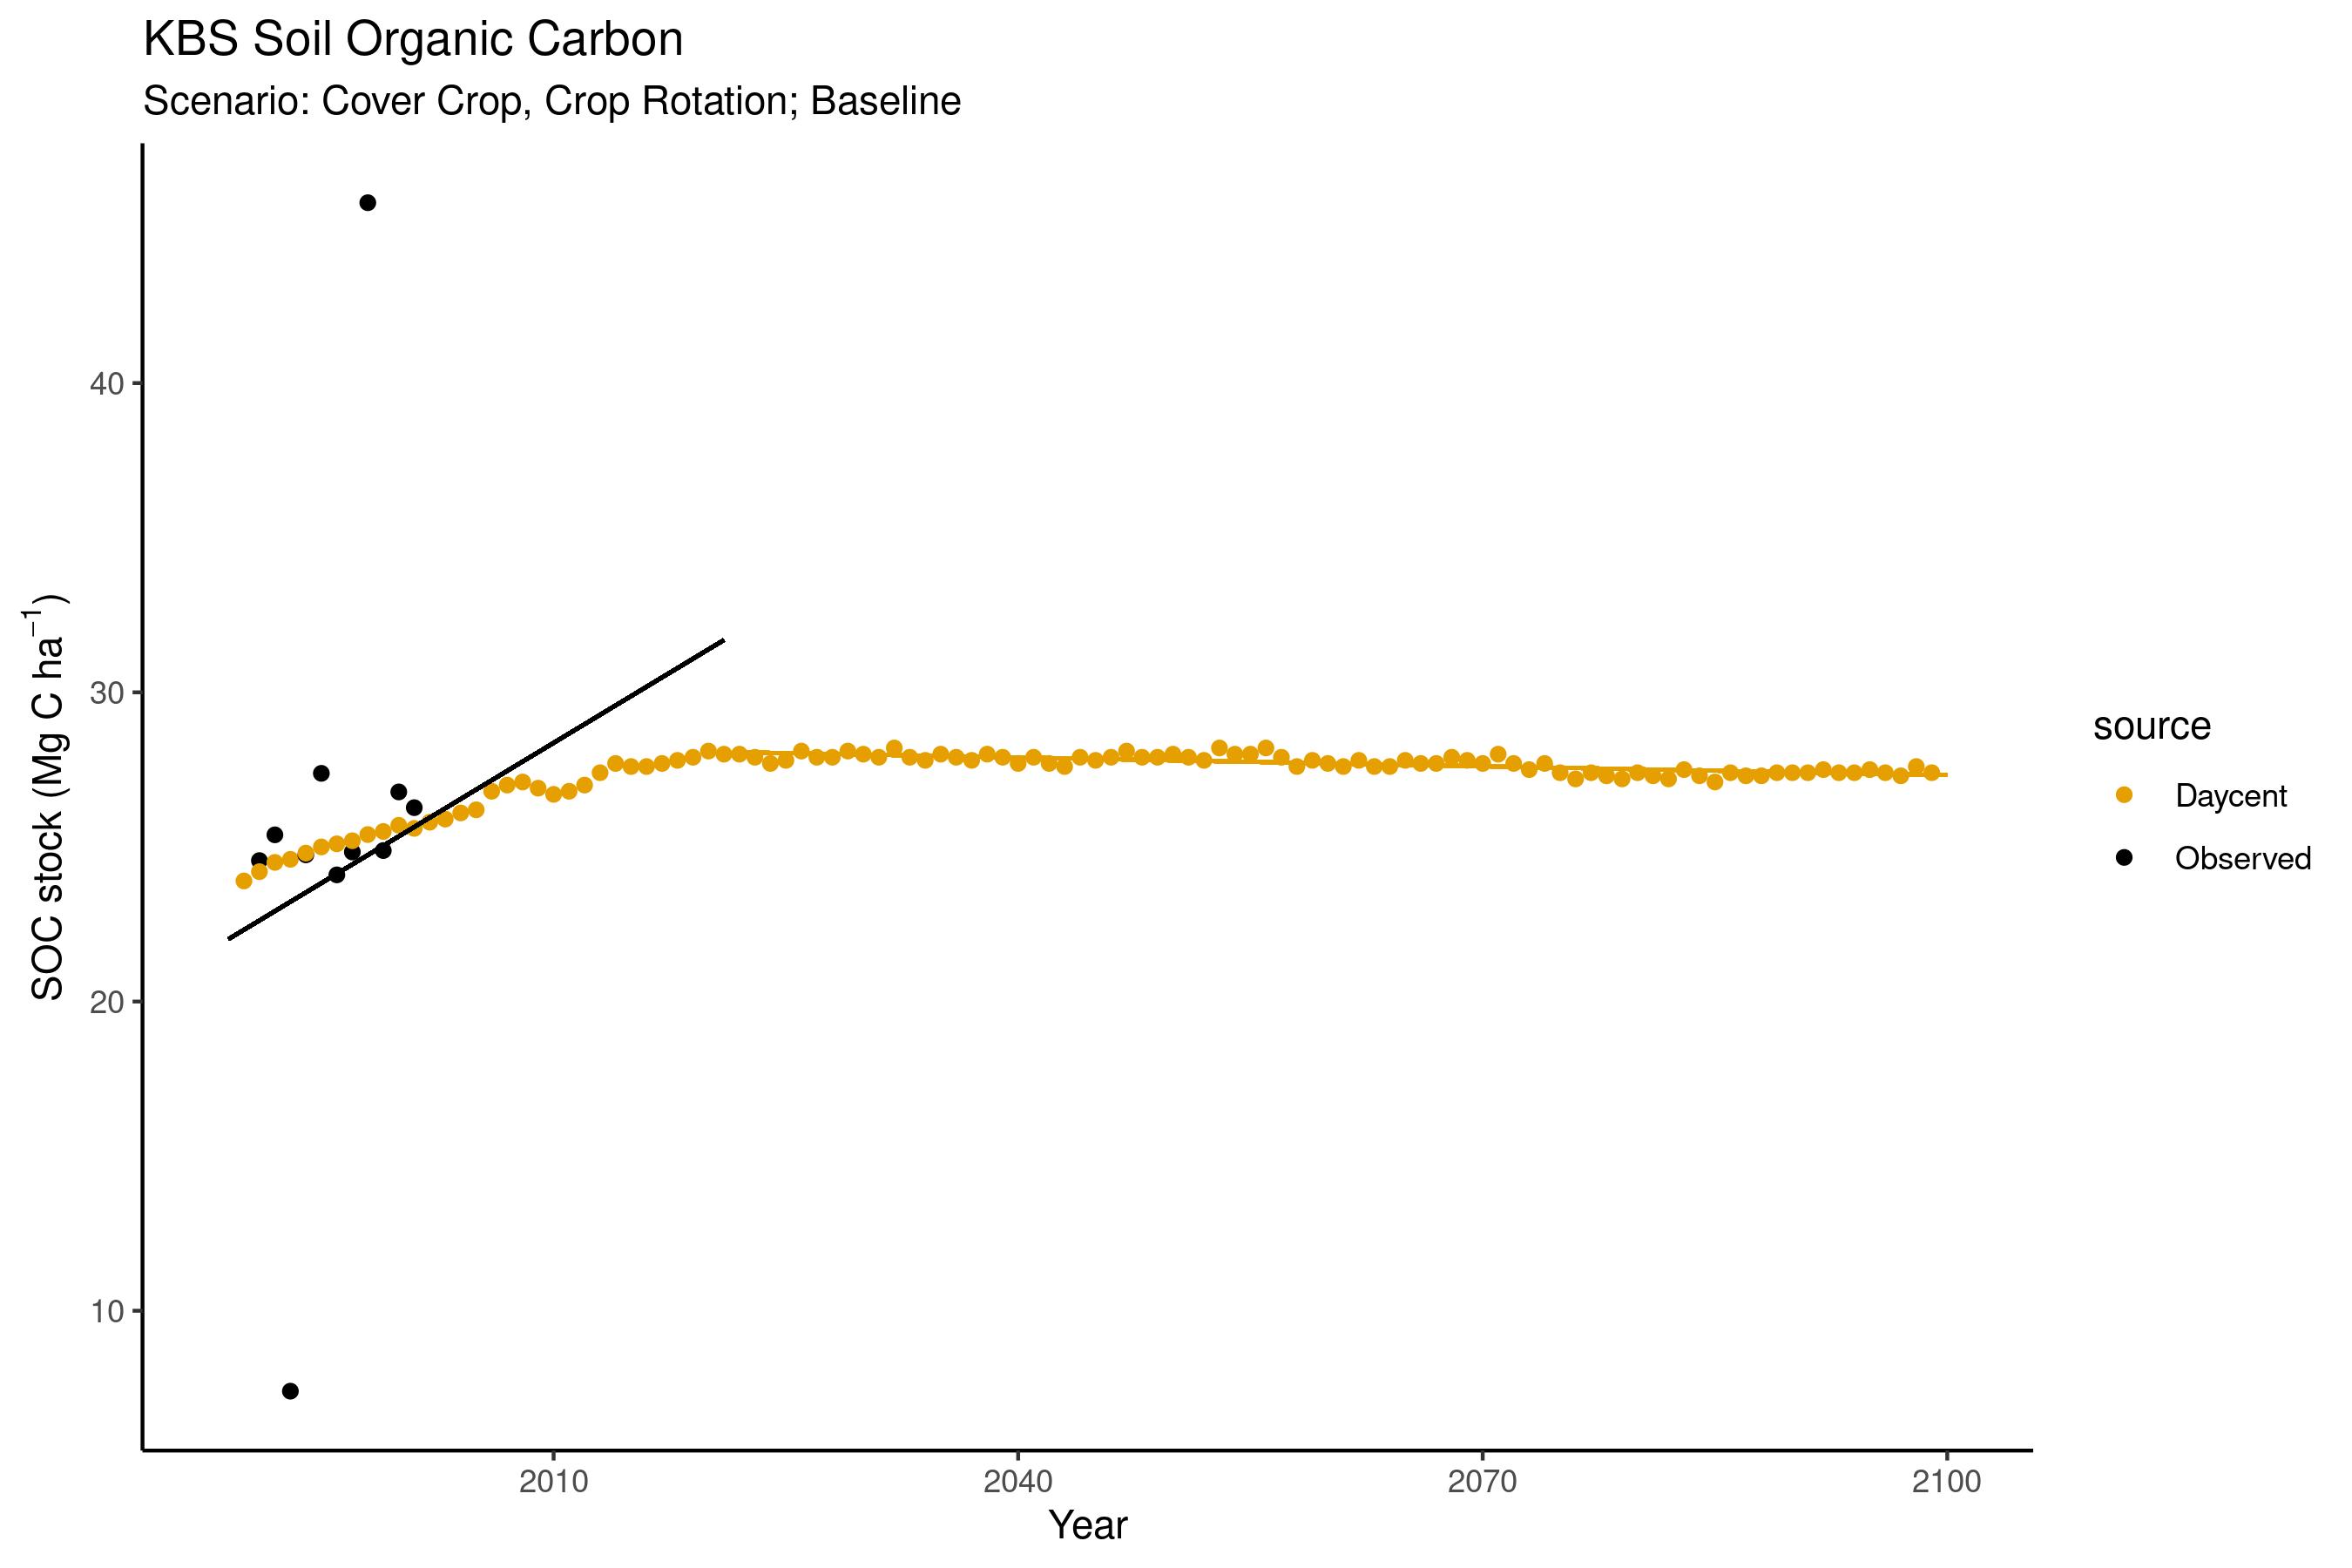 KBS Soil Organic Carbon
Scenario: Cover Crop, Crop Rotation; Baseline
SOC stock (Mg C ha⁻¹)
40
30
20
10
2010
2040
2070
2100
Year
source
Daycent
Observed